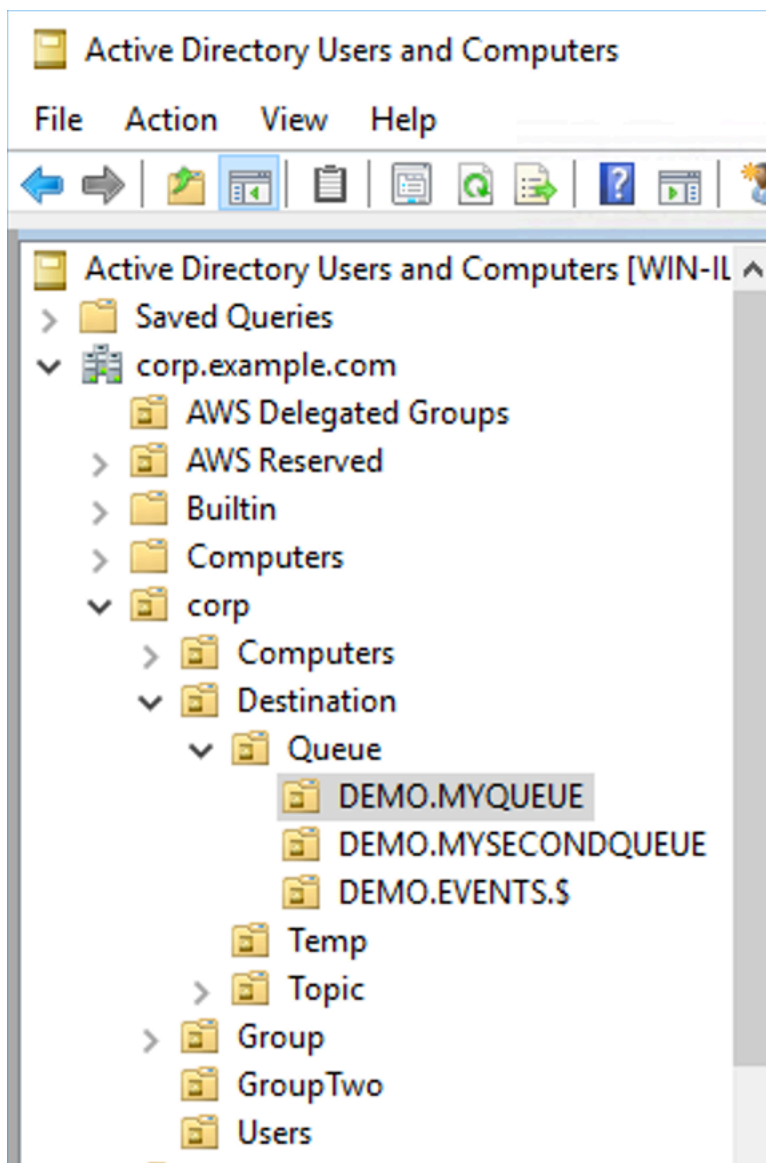 Active Directory Users and Computers
File Action View Help
Active Directory Users and Computers [WIN-IL
Saved Queries
corp.example.com
AWS Delegated Groups
AWS Reserved
Builtin
Computers
corp
Computers
Destination
Queue
DEMO.MYQUEUE
DEMO.MYSECONDQUEUE
DEMO.EVENTS.$
Temp
Topic
Group
GroupTwo
Users